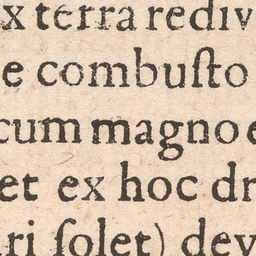 x terra rediv
e combuſto
cum magno e
et ex hoc dr
ri ſolet) dev